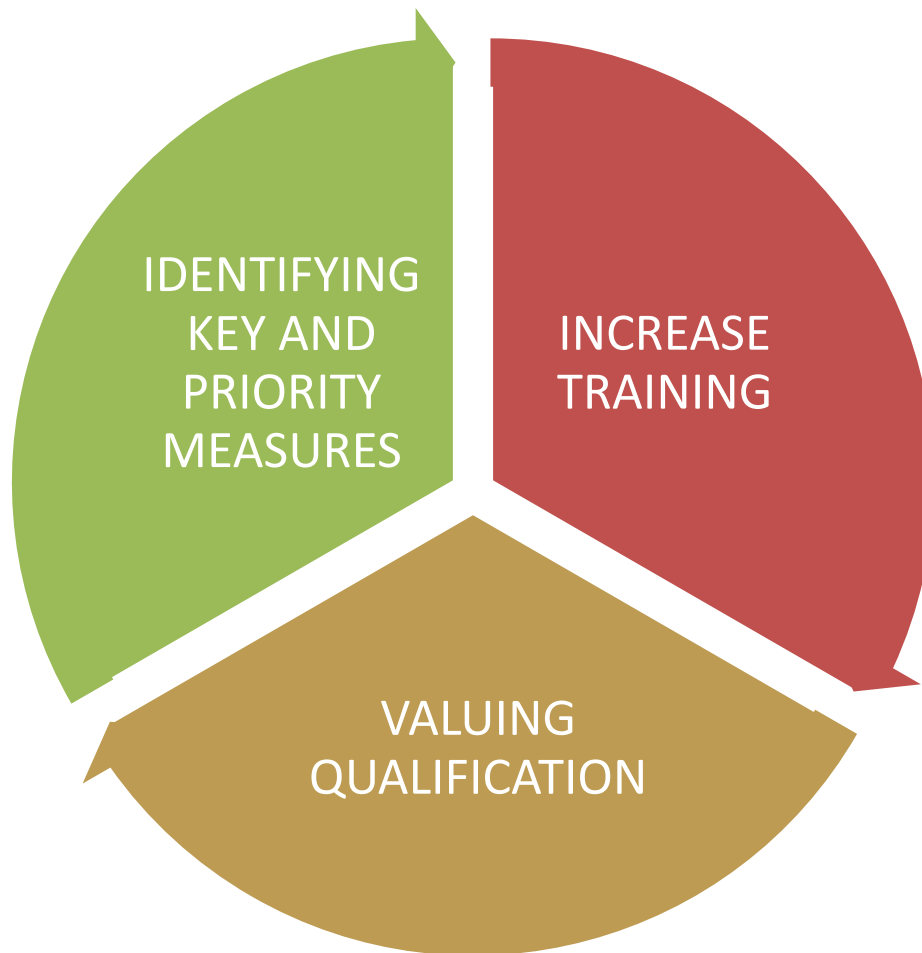 IDENTIFYING
KEY AND
PRIORITY
MEASURES
INCREASE
TRAINING
VALUING
QUALIFICATION